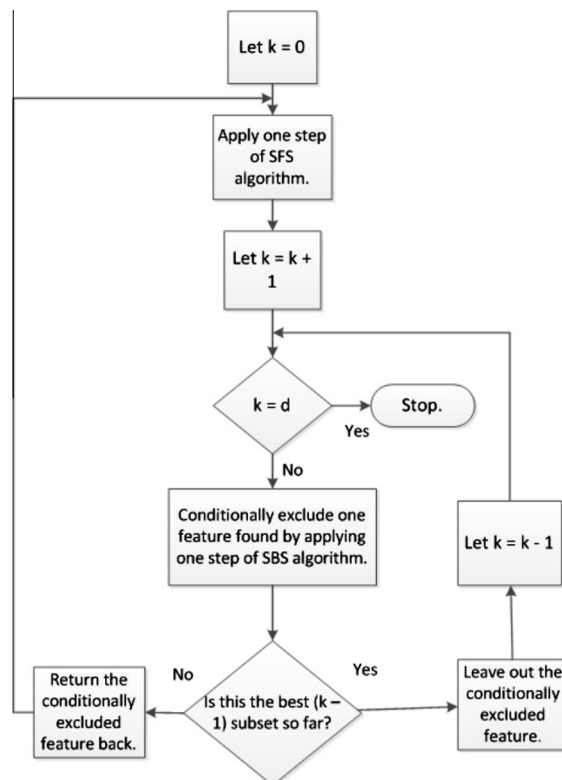 Let k = 0
Apply one step
of SFS
algorithm.
Let k = k +
1
k = d
Stop.
Yes
No
Conditionally exclude one
feature found by applying
one step of SBS algorithm.
Let k = k - 1
No
Yes
Return the
conditionally
excluded
feature back.
Is this the best (k –
1) subset so far?
Leave out the
conditionally
excluded
feature.